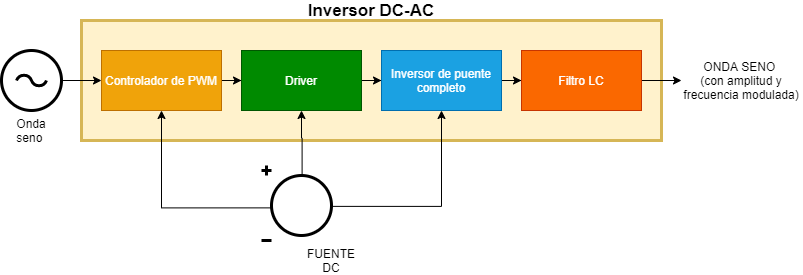 Inversor DC-AC
Onda
seno
Controlador de PWM
Driver
Inversor de puente
completo
Filtro LC
ONDA SENO
(con amplitud y
frecuencia modulada)
+
−
FUENTE
DC